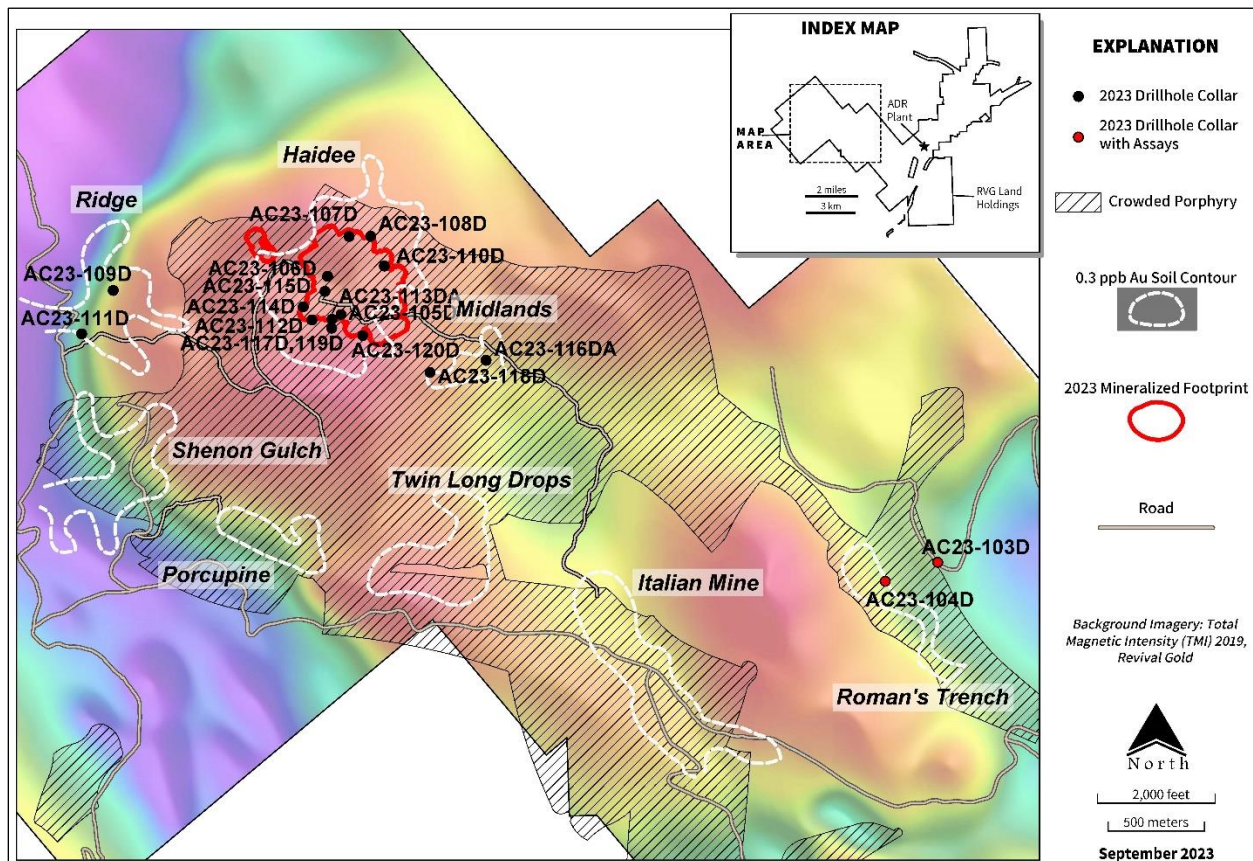 INDEX MAP
ADR
Plant
MAP
AREA
2 miles
3 km
RVG Land
Holdings
EXPLANATION
2023 Drillhole Collar
2023 Drillhole Collar
with Assays
Crowded Porphyry
0.3 ppb Au Soil Contour
2023 Mineralized Footprint
Road
Background Imagery: Total
Magnetic Intensity (TMI) 2019,
Revival Gold
North
2,000 feet
500 meters
September 2023
Haidee
Ridge
AC23-107D
AC23-108D
AC23-110D
AC23-109D
AC23-106D
AC23-115D
AC23-113DA
AC23-114D
AC23-105D
Midlands
AC23-111D
AC23-112D
AC23-117D,119D
AC23-120D
AC23-116DA
AC23-118D
Shenon Gulch
Twin Long Drops
Porcupine
Italian Mine
AC23-103D
AC23-104D
Roman's Trench